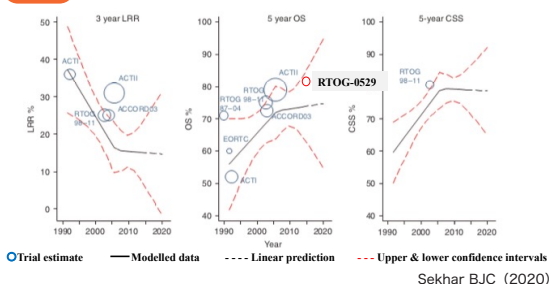 3 year LRR
5 year OS
5-year CSS
50
40
30
20
10
0
LRR %
1990
2000
2010
2020
ACTI
ACTII
RTOG
98-11
ACCORD03
100
90
80
70
60
50
40
OS %
1990
2000
2010
2020
Year
ACTII
RTOG
98-11
RTOG
97-04
ACCORD03
EORTC
ACTI
RTOG-0529
100
90
80
70
60
50
40
CSS %
1990
2000
2010
2020
RTOG
98-11
Trial estimate
Modelled data
Linear prediction
Upper & lower confidence intervals
Sekhar BJC (2020)